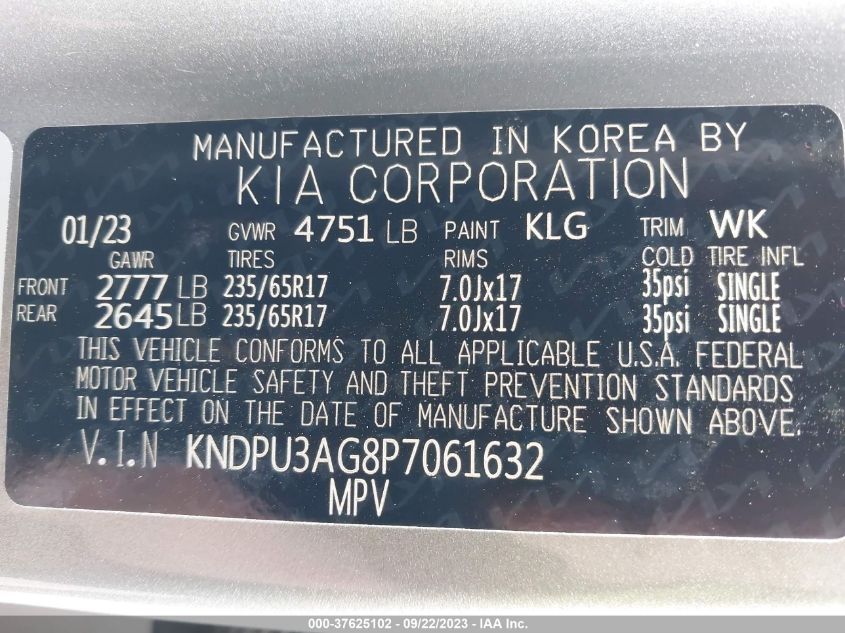 MANUFACTURED IN KOREA BY
KIA CORPORATION
01/23 GVWR 4751 LB PAINT KLG TRIM WK
GAWR TIRES RIMS COLD TIRE INFL
FRONT 2777 LB 235/65R17 7.0Jx17 35psi SINGLE
REAR 2645 LB 235/65R17 7.0Jx17 35psi SINGLE
THIS VEHICLE CONFORMS TO ALL APPLICABLE U.S.A. FEDERAL
MOTOR VEHICLE SAFETY AND THEFT PREVENTION STANDARDS
IN EFFECT ON THE DATE OF MANUFACTURE SHOWN ABOVE.
V.I.N KNDPU3AG8P7061632
MPV
000-37625102 - 09/22/2023 - IAA Inc.